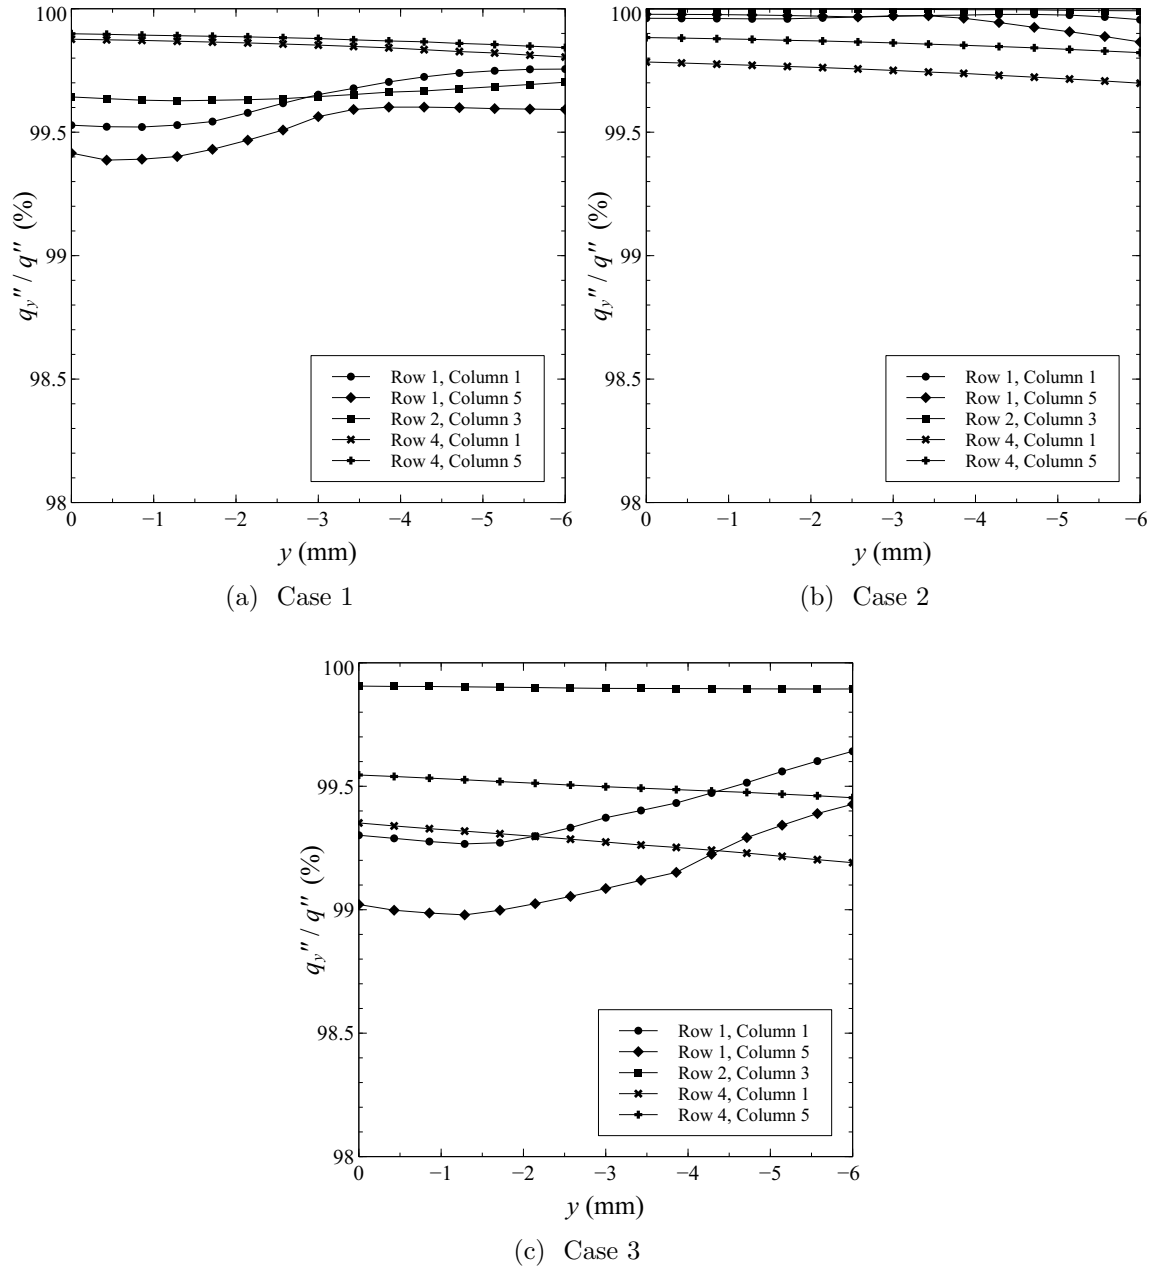 100
99.5
99
98.5
98
q_y″ / q″ (%)
0 −1 −2 −3 −4 −5 −6
y (mm)
Row 1, Column 1
Row 1, Column 5
Row 2, Column 3
Row 4, Column 1
Row 4, Column 5
(a) Case 1
100
99.5
99
98.5
98
q_y″ / q″ (%)
0 −1 −2 −3 −4 −5 −6
y (mm)
Row 1, Column 1
Row 1, Column 5
Row 2, Column 3
Row 4, Column 1
Row 4, Column 5
(b) Case 2
100
99.5
99
98.5
98
q_y″ / q″ (%)
0 −1 −2 −3 −4 −5 −6
y (mm)
Row 1, Column 1
Row 1, Column 5
Row 2, Column 3
Row 4, Column 1
Row 4, Column 5
(c) Case 3